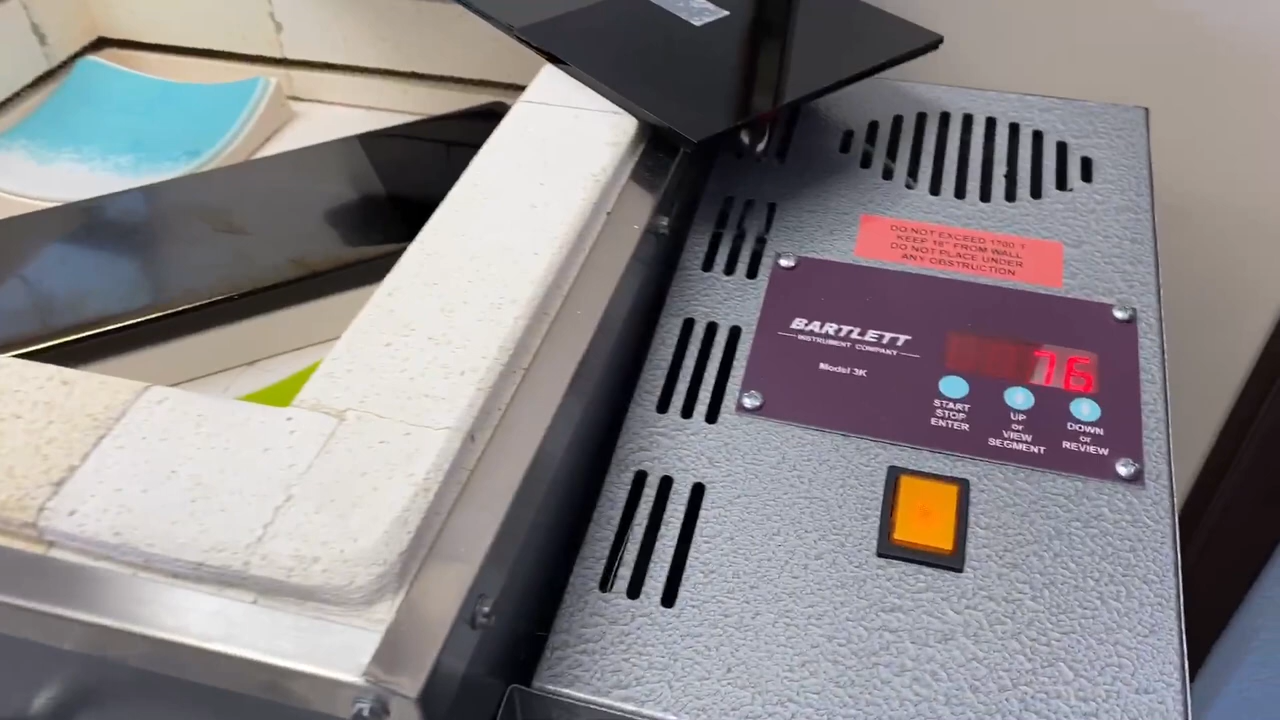 DO NOT EXCEED 1700 F
KEEP 18" FROM WALL
DO NOT PLACE UNDER
ANY OBSTRUCTION
BARTLETT
INSTRUMENT COMPANY
Model 3K
76
START
STOP
ENTER
UP
or
VIEW
SEGMENT
DOWN
or
REVIEW